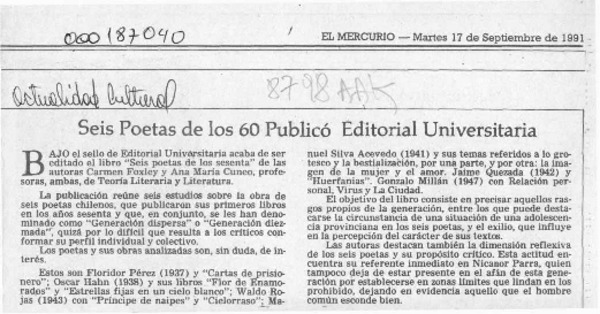 000187040
EL MERCURIO — Martes 17 de Septiembre de 1991
actualidad cultural
8798 AAK
Seis Poetas de los 60 Publicó Editorial Universitaria
BAJO el sello de Editorial Universitaria acaba de ser
editado el libro "Seis poetas de los sesenta" de las
autoras Carmen Foxley y Ana María Cuneo, profe-
soras, ambas, de Teoría Literaria y Literatura.
La publicación reúne seis estudios sobre la obra de
seis poetas chilenos, que publicaron sus primeros libros
en los años sesenta y que, en conjunto, se les han deno-
minado como "Generación dispersa" o "Generación diez-
mada", quizá por lo difícil que resulta a los críticos con-
formar su perfil individual y colectivo.
Los poetas y sus obras analizadas son, sin duda, de in-
terés.
Estos son Floridor Pérez (1937) y "Cartas de prisio-
nero"; Oscar Hahn (1938) y sus libros "Flor de Enamo-
rados" y "Estrellas fijas en un cielo blanco"; Waldo Ro-
jas (1943) con "Príncipe de naipes" y "Cielorraso"; Ma-
nuel Silva Acevedo (1941) y sus temas referidos a lo gro-
tesco y la bestialización, por una parte, y por otra: la ima-
gen de la mujer y el amor. Jaime Quezada (1942) y
"Huerfanías". Gonzalo Millán (1947) con Relación per-
sonal, Virus y La Ciudad.
El objetivo del libro consiste en precisar aquellos ras-
gos propios de la generación, entre los que puede desta-
carse la circunstancia de una situación de una adolescen-
cia provinciana en los seis poetas, y el exilio, que influye
en la percepción del carácter de sus textos.
Las autoras destacan también la dimensión reflexiva
de los seis poetas y su propósito crítico. Esta actitud en-
cuentra su referente inmediato en Nicanor Parra, quien
tampoco deja de estar presente en el afán de esta gene-
ración por establecerse en zonas límites que lindan en los
prohibido, dejando en evidencia aquello que el hombre
común esconde bien.